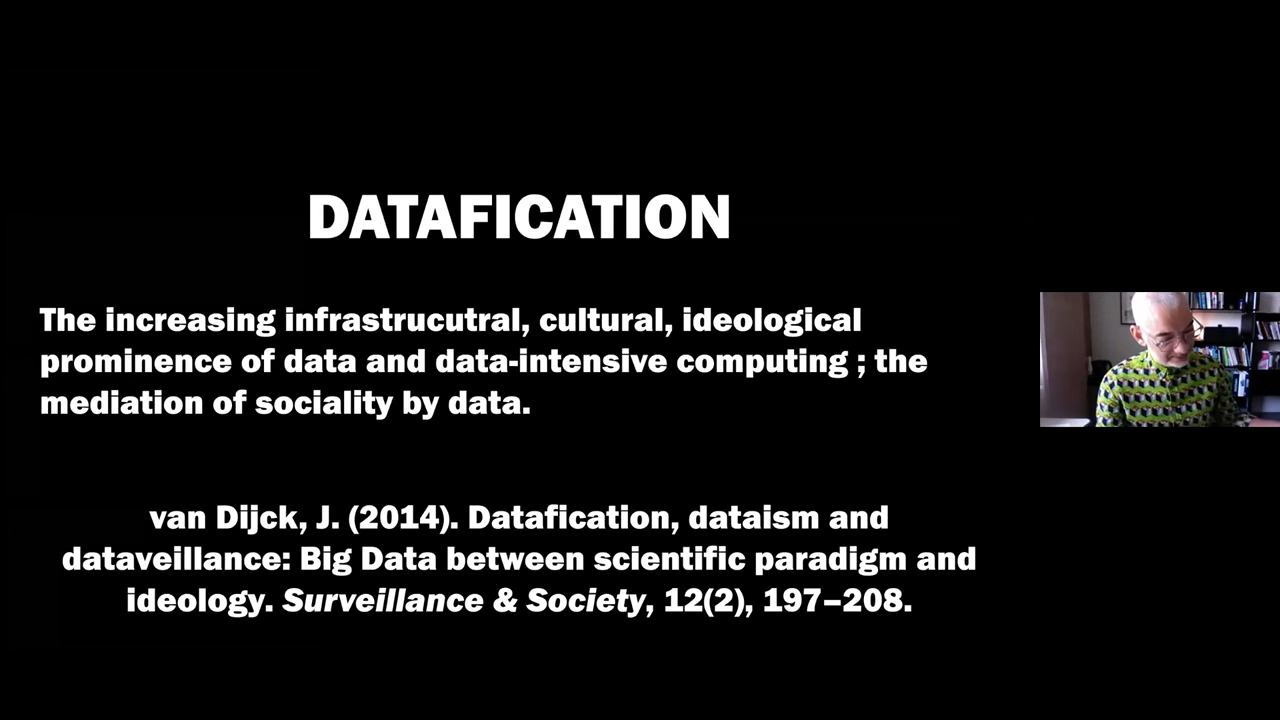 DATAFICATION
The increasing infrastrucutral, cultural, ideological
prominence of data and data-intensive computing ; the
mediation of sociality by data.
van Dijck, J. (2014). Datafication, dataism and
dataveillance: Big Data between scientific paradigm and
ideology. Surveillance & Society, 12(2), 197–208.